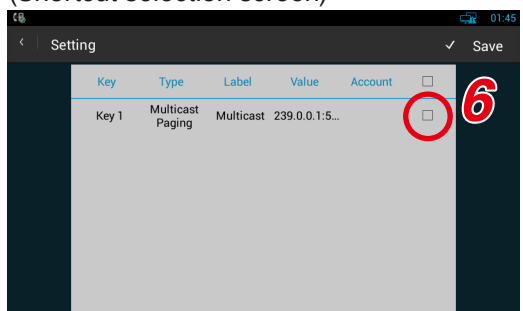 (Shortcut selection screen)
01:45
Setting
Save
Key Type Label Value Account
Key 1 Multicast Paging Multicast 239.0.0.1:5...
6